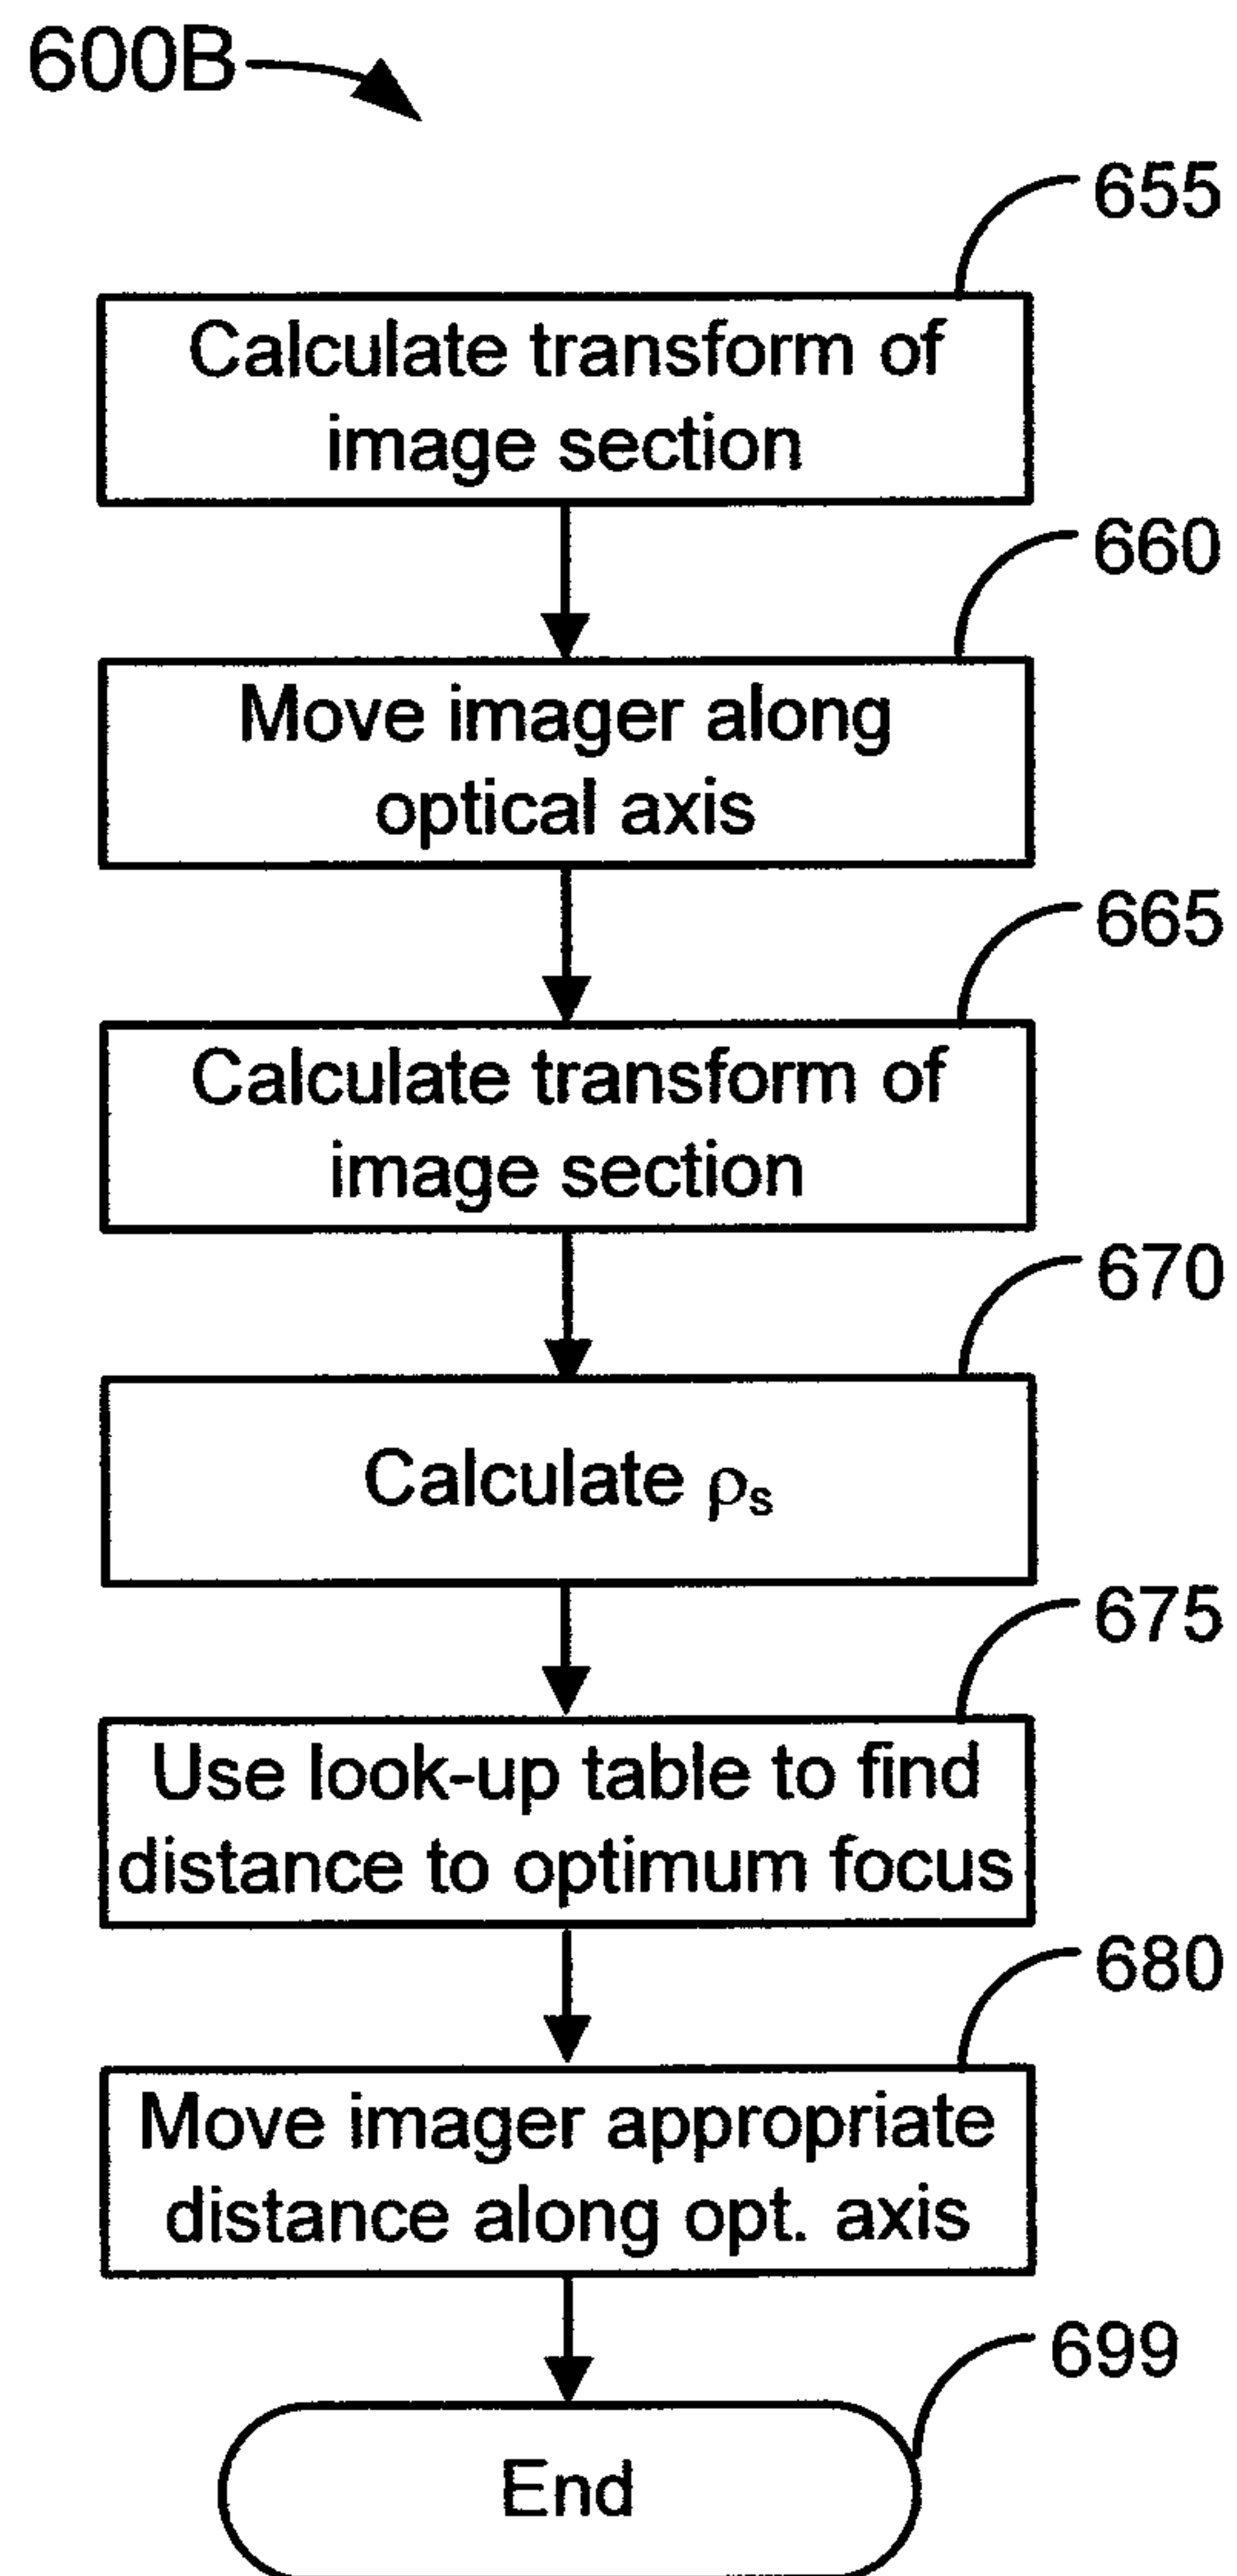 600B
655
Calculate transform of
image section
660
Move imager along
optical axis
665
Calculate transform of
image section
670
Calculate ρs
675
Use look-up table to find
distance to optimum focus
680
Move imager appropriate
distance along opt. axis
699
End